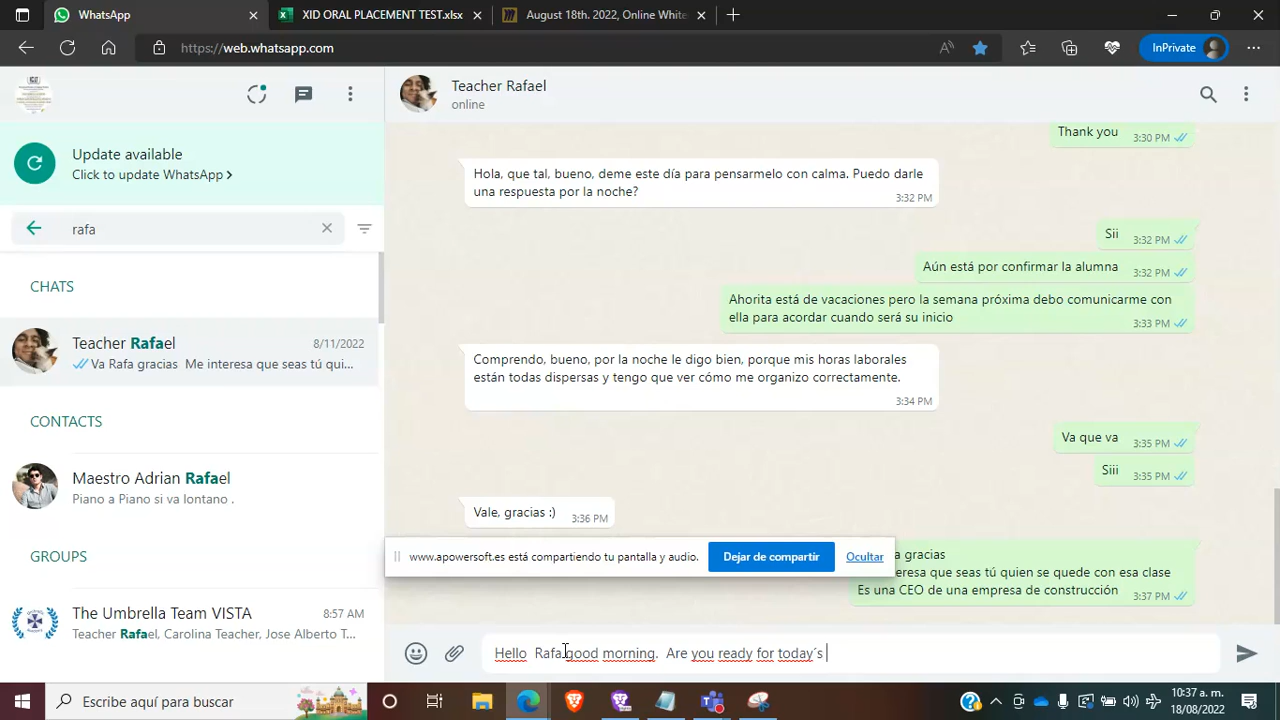 WhatsApp
XID ORAL PLACEMENT TEST.xlsx
August 18th. 2022, Online White
https://web.whatsapp.com
InPrivate
Update available
Click to update WhatsApp
rafa
CHATS
Teacher Rafael
8/11/2022
Va Rafa gracias Me interesa que seas tú qui...
CONTACTS
Maestro Adrian Rafael
Piano a Piano si va lontano .
GROUPS
The Umbrella Team VISTA
8:57 AM
Teacher Rafael, Carolina Teacher, Jose Alberto T...
Teacher Rafael
online
Thank you
3:30 PM
Hola, que tal, bueno, deme este día para pensarmelo con calma. Puedo darle
una respuesta por la noche?
3:32 PM
Sii
3:32 PM
Aún está por confirmar la alumna
3:32 PM
Ahorita está de vacaciones pero la semana próxima debo comunicarme con
ella para acordar cuando será su inicio
3:33 PM
Comprendo, bueno, por la noche le digo bien, porque mis horas laborales
están todas dispersas y tengo que ver cómo me organizo correctamente.
3:34 PM
Va que va
3:35 PM
Siii
3:35 PM
Vale, gracias :)
3:36 PM
www.apowersoft.es está compartiendo tu pantalla y audio.
Dejar de compartir
Ocultar
a gracias
eresa que seas tú quien se quede con esa clase
Es una CEO de una empresa de construcción
3:37 PM
Hello Rafa good morning. Are you ready for today´s
Escribe aquí para buscar
10:37 a. m.
18/08/2022